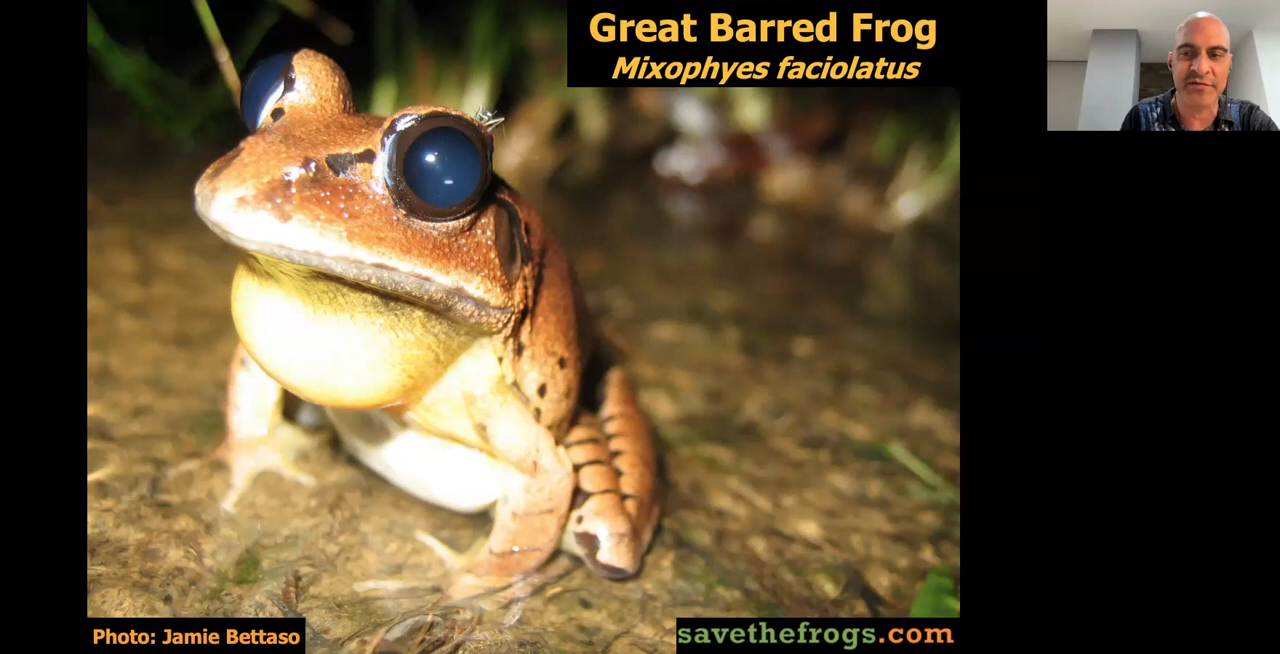 Great Barred Frog
Mixophyes faciolatus
Photo: Jamie Bettaso
savethefrogs.com